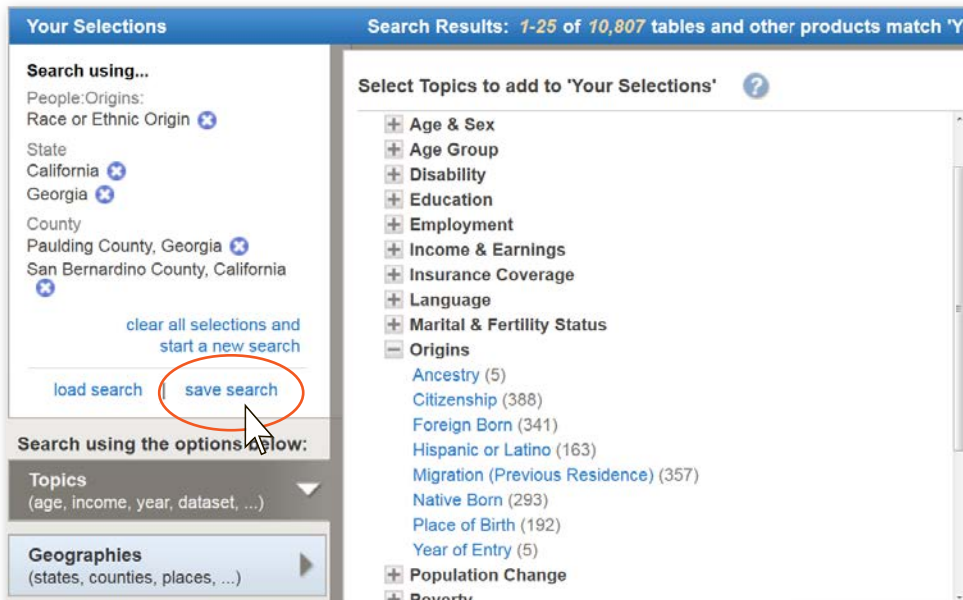 Your Selections
Search Results: 1-25 of 10,807 tables and other products match 'Y
Search using...
People:Origins:
Race or Ethnic Origin
State
California
Georgia
County
Paulding County, Georgia
San Bernardino County, California
clear all selections and
start a new search
load search | save search
Search using the options below:
Topics
(age, income, year, dataset, ...)
Geographies
(states, counties, places, ...)
Select Topics to add to 'Your Selections'
Age & Sex
Age Group
Disability
Education
Employment
Income & Earnings
Insurance Coverage
Language
Marital & Fertility Status
Origins
Ancestry (5)
Citizenship (388)
Foreign Born (341)
Hispanic or Latino (163)
Migration (Previous Residence) (357)
Native Born (293)
Place of Birth (192)
Year of Entry (5)
Population Change
Poverty